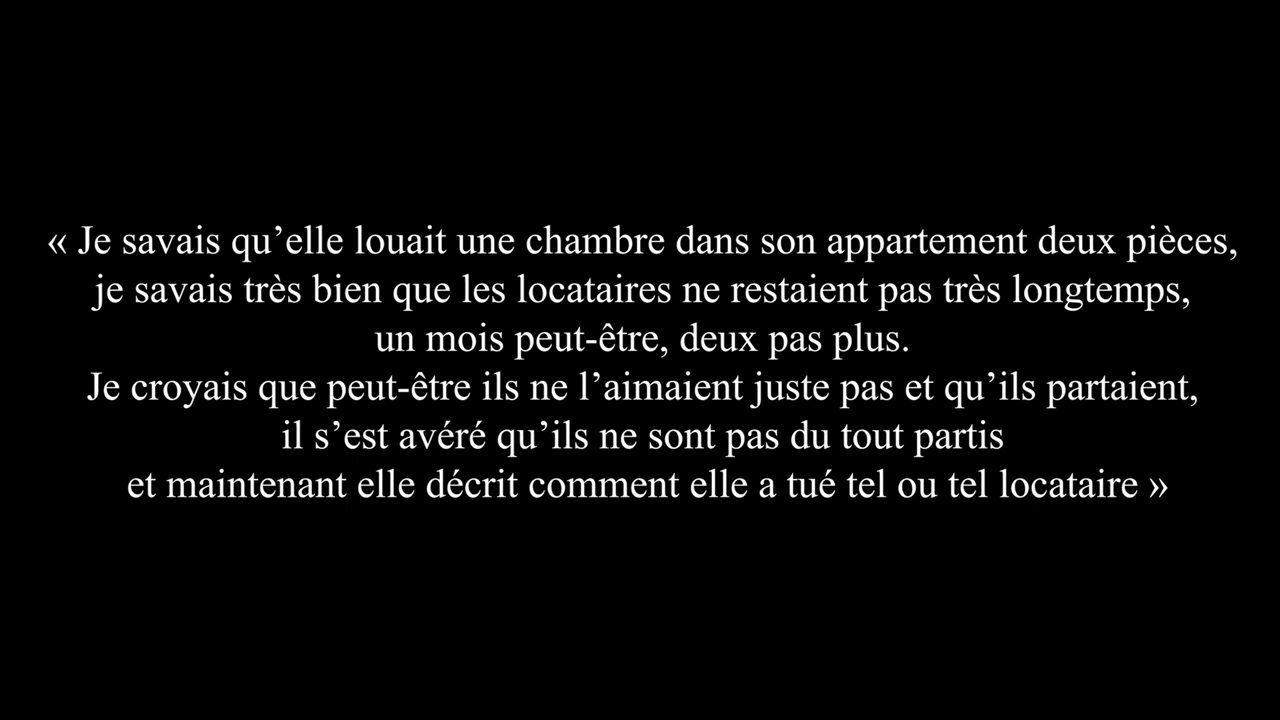 « Je savais qu’elle louait une chambre dans son appartement deux pièces,
je savais très bien que les locataires ne restaient pas très longtemps,
un mois peut-être, deux pas plus.
Je croyais que peut-être ils ne l’aimaient juste pas et qu’ils partaient,
il s’est avéré qu’ils ne sont pas du tout partis
et maintenant elle décrit comment elle a tué tel ou tel locataire »